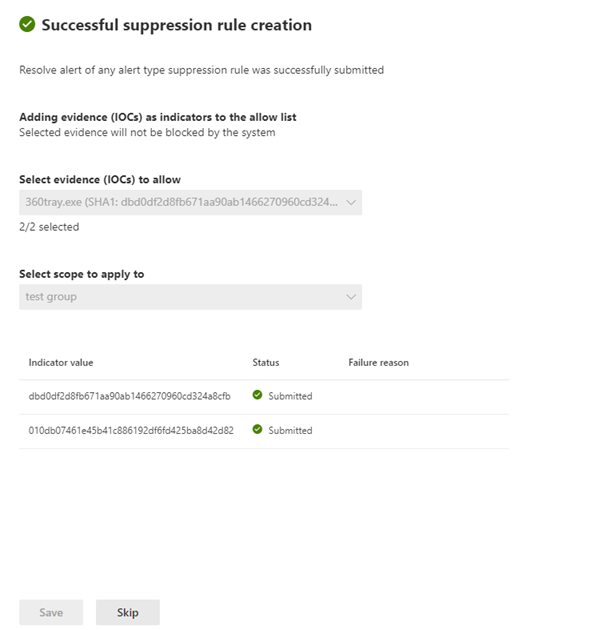 Successful suppression rule creation
Resolve alert of any alert type suppression rule was successfully submitted
Adding evidence (IOCs) as indicators to the allow list
Selected evidence will not be blocked by the system
Select evidence (IOCs) to allow
360tray.exe (SHA1: dbd0df2d8fb671aa90ab1466270960cd324...
2/2 selected
Select scope to apply to
test group
Indicator value Status Failure reason
dbd0df2d8fb671aa90ab1466270960cd324a8cfb Submitted
010db07461e45b41c886192df6fd425ba8d42d82 Submitted
Save Skip